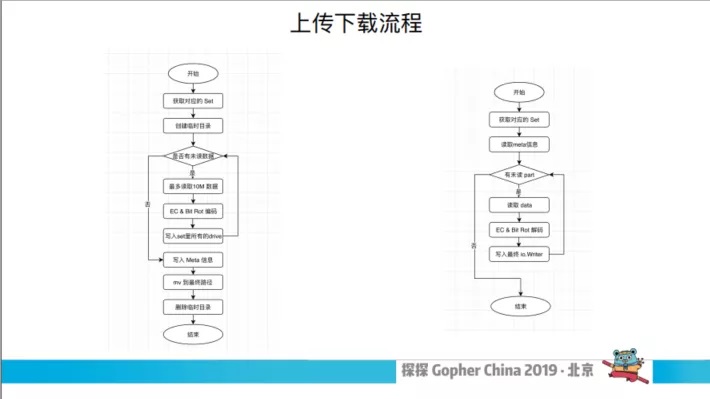 上传下载流程
开始
获取对应的 Set
创建临时目录
是否有未读数据
是
最多读取10M 数据
EC & Bit Rot 编码
写入set里所有的drive
否
写入 Meta 信息
mv 到最终路径
删除临时目录
结束
开始
获取对应的 Set
读取meta信息
有未读 part
是
读取 data
EC & Bit Rot 解码
写入最终 io.Writer
否
结束
探探 Gopher China 2019 · 北京